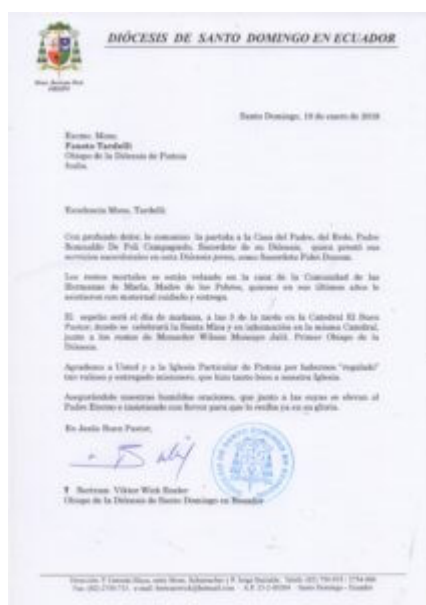 DIÓCESIS DE SANTO DOMINGO EN ECUADOR
OBISPO
Santo Domingo, de enero de
Excmo. Mons.
Fausto Tardelli
Obispo de la Diócesis de Pistoia
Italia.
Excelencia Mons. Tardelli:
Con profundo dolor, le comunico la partida a la Casa del Padre, del Rvdo. Padre
De Poli Campagnolo, Sacerdote de su Diócesis, quien prestó sus
servicios sacerdotales en esta Diócesis joven, como Sacerdote Fidei Donum.
Los restos mortales se están velando en la casa de la Comunidad de las
Hermanas de María, Madre de los Pobres, quienes en sus últimos años lo
asistieron con maternal cuidado y entrega.
El sepelio será el día de mañana, a las 3 de la tarde en la Catedral El Buen
Pastor, donde se celebrará la Santa Misa y su inhumación en la misma Catedral,
junto a los restos de Monseñor Wilson Moncayo Jalil, Primer Obispo de la
Diócesis.
Agradezco a Usted y a la Iglesia Particular de Pistoia por habernos "regalado"
tan valioso y entregado misionero, que hizo tanto bien a nuestra Iglesia.
Asegurándole nuestras humildes oraciones, que junto a las suyas se elevan al
Padre Eterno e insistiendo con fervor para que lo reciba ya en su gloria.
En Jesús Buen Pastor,
Bertram Víktor Wick Enzler
Obispo de la Diócesis de Santo Domingo en Ecuador